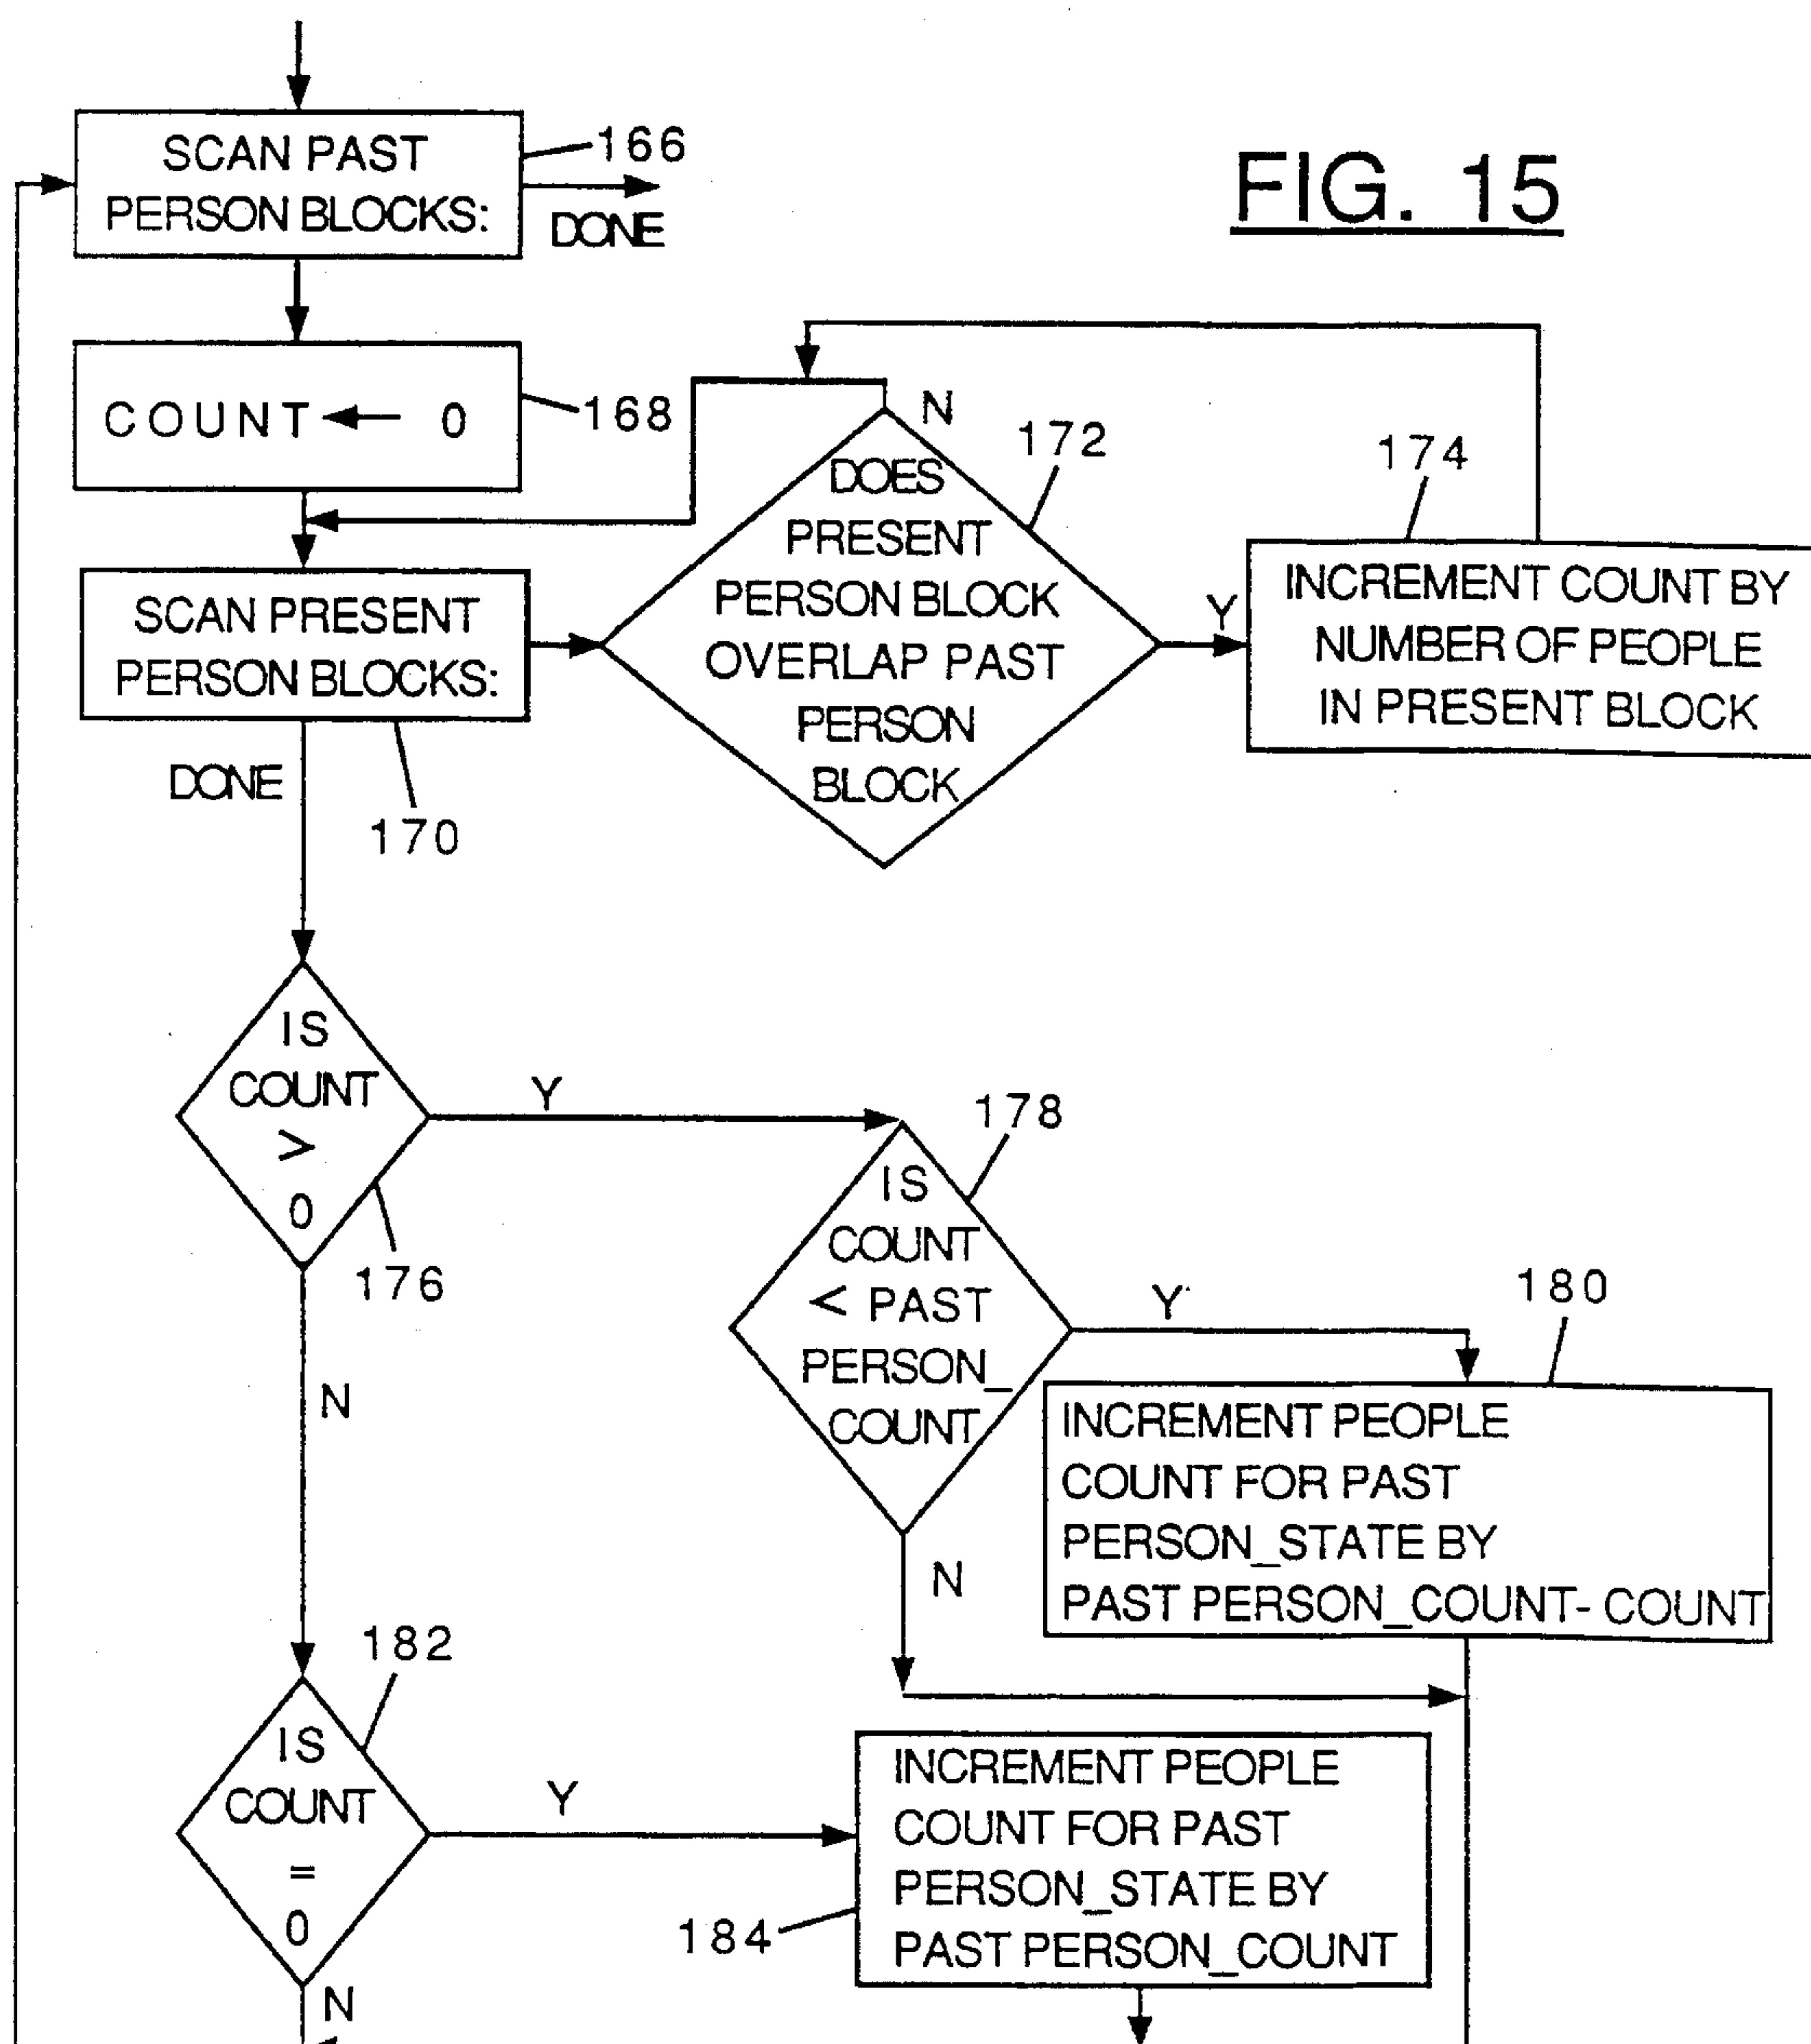 FIG. 15
SCAN PAST
PERSON BLOCKS:
166
DONE
COUNT ← 0
168
SCAN PRESENT
PERSON BLOCKS:
170
DONE
N
DOES
PRESENT
PERSON BLOCK
OVERLAP PAST
PERSON
BLOCK
172
Y
174
INCREMENT COUNT BY
NUMBER OF PEOPLE
IN PRESENT BLOCK
IS
COUNT
>
0
176
Y
N
178
IS
COUNT
< PAST
PERSON_
COUNT
Y
N
180
INCREMENT PEOPLE
COUNT FOR PAST
PERSON_STATE BY
PAST PERSON_COUNT- COUNT
182
IS
COUNT
=
0
Y
N
184
INCREMENT PEOPLE
COUNT FOR PAST
PERSON_STATE BY
PAST PERSON_COUNT